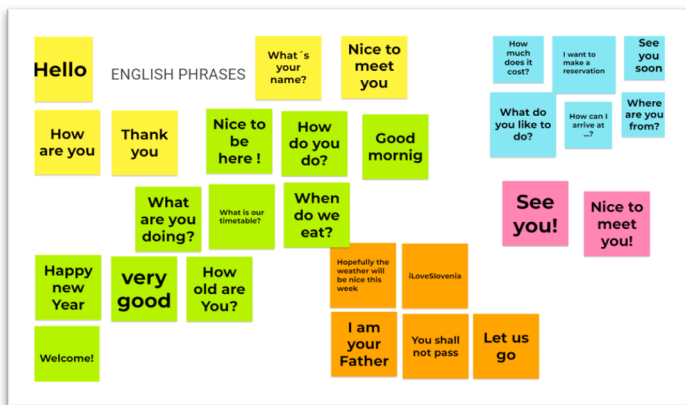 Hello
ENGLISH PHRASES
What´s
your
name?
Nice to
meet
you
How
are you
Thank
you
Nice to
be
here !
How
do you
do?
Good
mornig
What
are you
doing?
What is our
timetable?
When
do we
eat?
Happy
new
Year
very
good
How
old are
You?
Welcome!
Hopefully the
weather will
be nice this
week
iLoveSlovenia
I am
your
Father
You shall
not pass
Let us
go
How
much
does it
cost?
I want to
make a
reservation
See
you
soon
What do
you like to
do?
How can I
arrive at
...?
Where
are you
from?
See
you!
Nice to
meet
you!